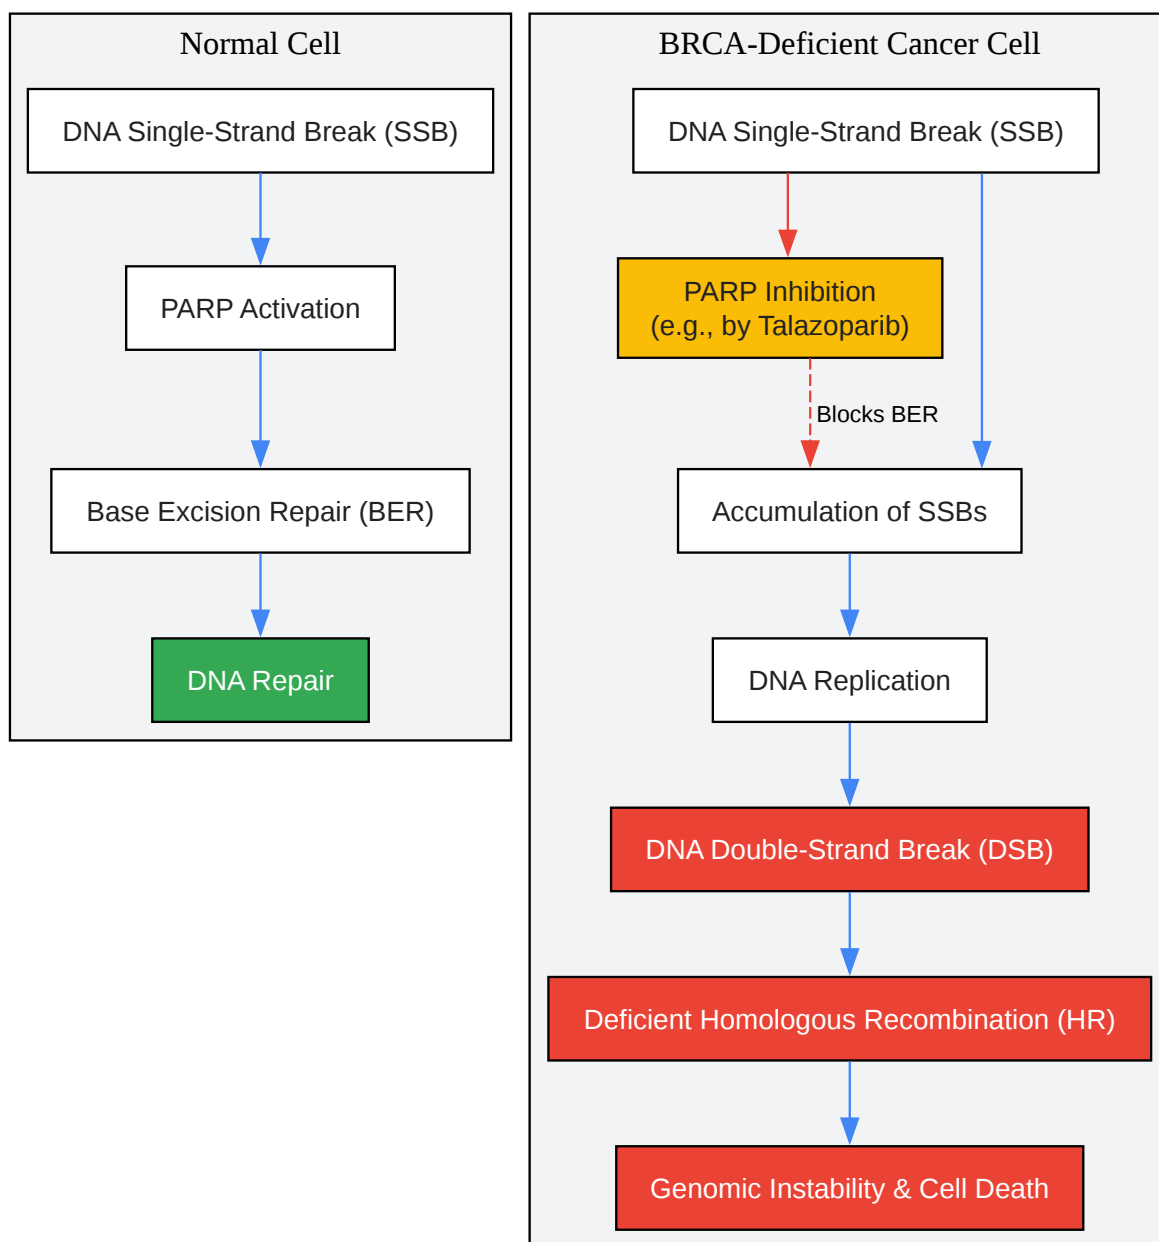 Normal Cell
DNA Single-Strand Break (SSB)
PARP Activation
Base Excision Repair (BER)
DNA Repair
BRCA-Deficient Cancer Cell
DNA Single-Strand Break (SSB)
PARP Inhibition
(e.g., by Talazoparib)
Blocks BER
Accumulation of SSBs
DNA Replication
DNA Double-Strand Break (DSB)
Deficient Homologous Recombination (HR)
Genomic Instability & Cell Death